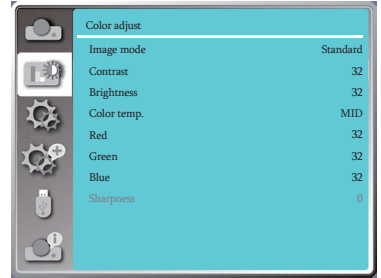 Color adjust
Image mode Standard
Contrast 32
Brightness 32
Color temp. MID
Red 32
Green 32
Blue 32
Sharpness 0